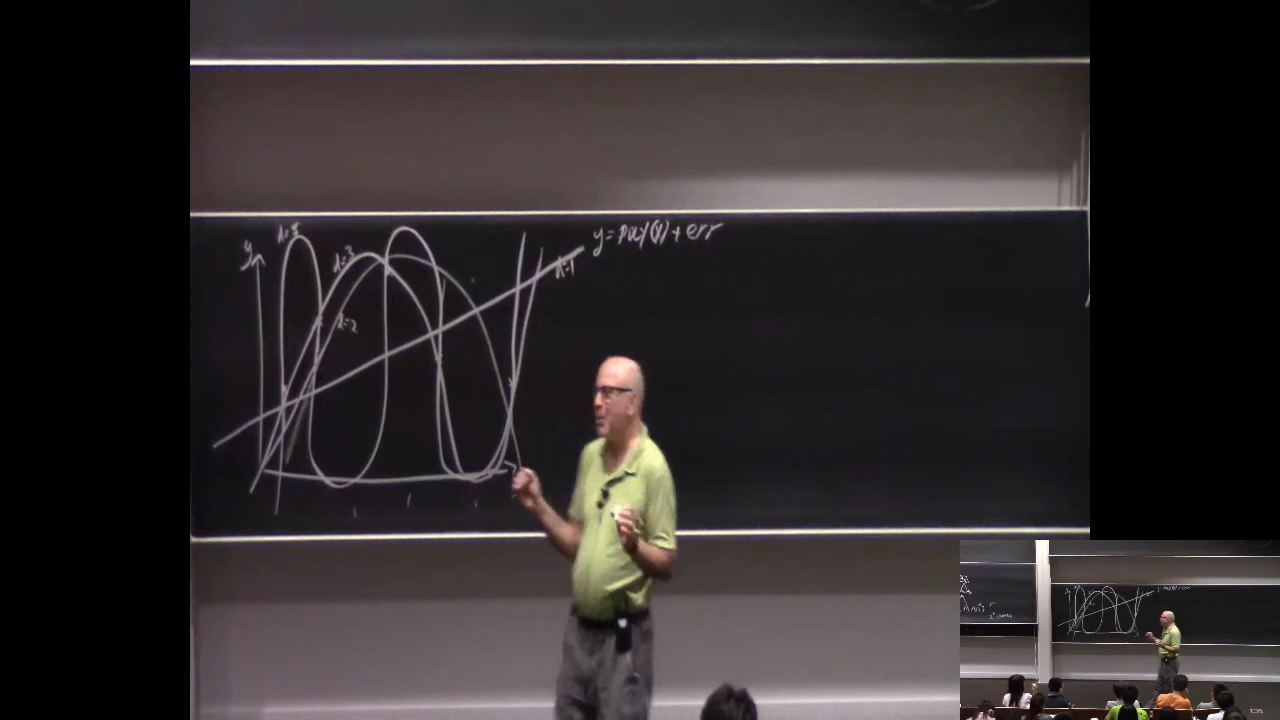 y = poly(x) + err
y
d=5
d=3
d=2
d=1